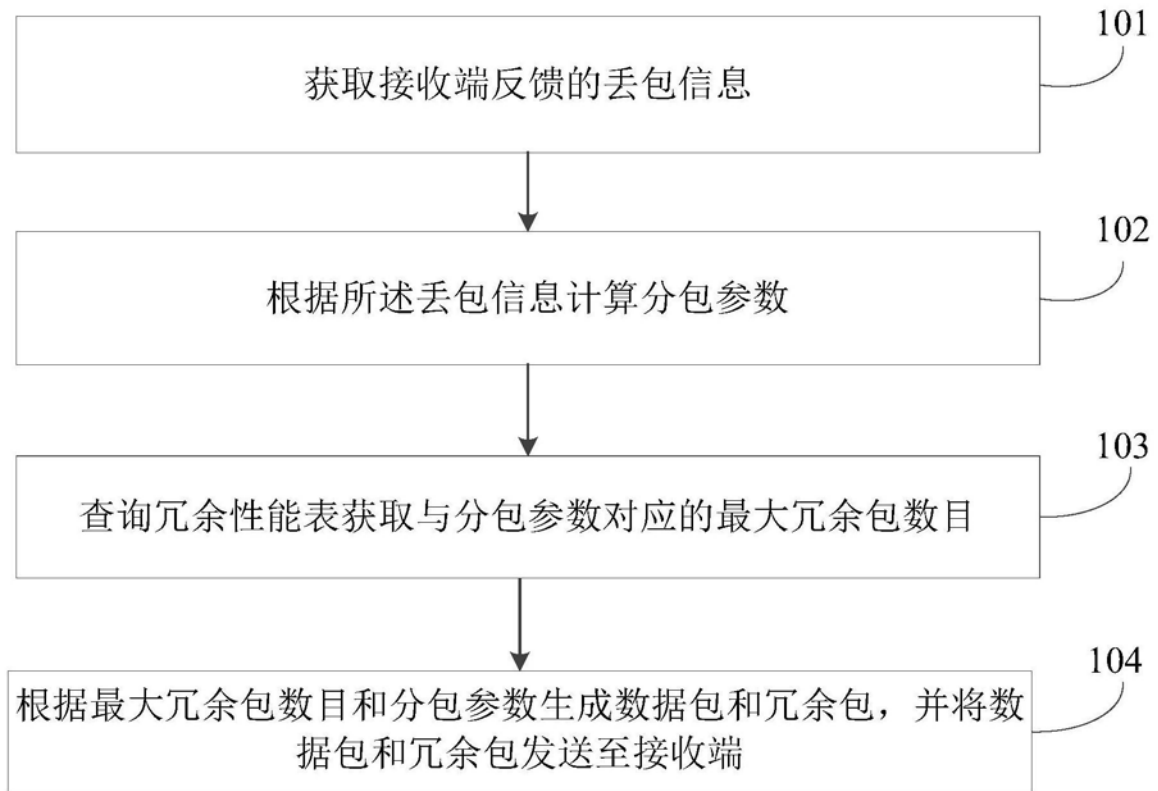 101
获取接收端反馈的丢包信息
102
根据所述丢包信息计算分包参数
103
查询冗余性能表获取与分包参数对应的最大冗余包数目
104
根据最大冗余包数目和分包参数生成数据包和冗余包，并将数
据包和冗余包发送至接收端